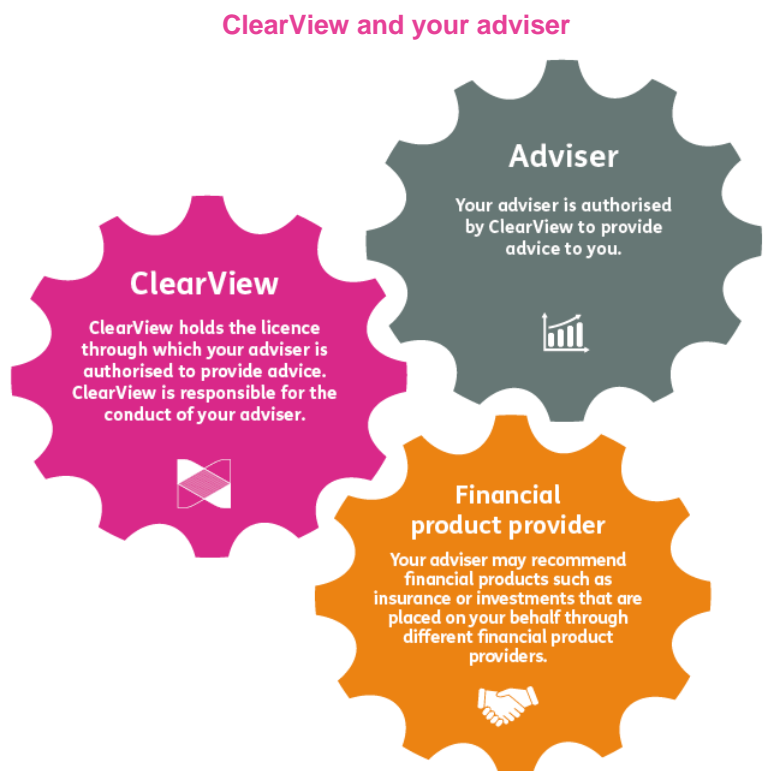 ClearView and your adviser
Adviser
Your adviser is authorised
by ClearView to provide
advice to you.
ClearView
ClearView holds the licence
through which your adviser is
authorised to provide advice.
ClearView is responsible for the
conduct of your adviser.
Financial
product provider
Your adviser may recommend
financial products such as
insurance or investments that are
placed on your behalf through
different financial product
providers.